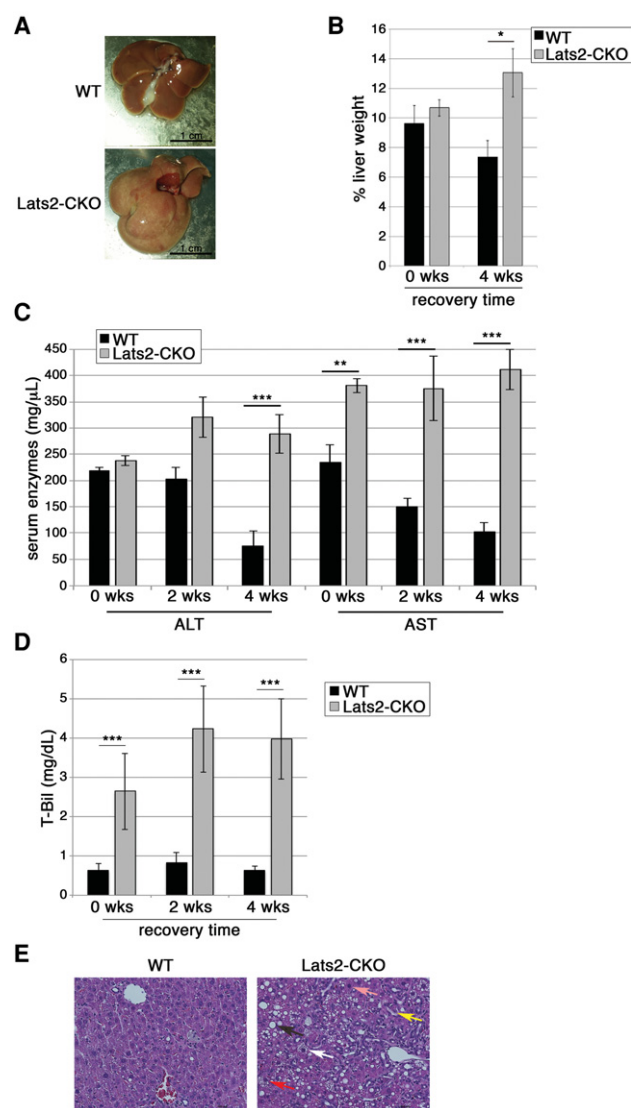 A
WT
1 cm
Lats2-CKO
1 cm
B
WT
Lats2-CKO
*
% liver weight
16
14
12
10
8
6
4
2
0
0 wks 4 wks
recovery time
C
WT
Lats2-CKO
serum enzymes (mg/μL)
450
400
350
300
250
200
150
100
50
0
*** ** *** ***
0 wks 2 wks 4 wks 0 wks 2 wks 4 wks
ALT AST
D
WT
Lats2-CKO
T-Bil (mg/dL)
6
5
4
3
2
1
0
*** *** ***
0 wks 2 wks 4 wks
recovery time
E
WT Lats2-CKO